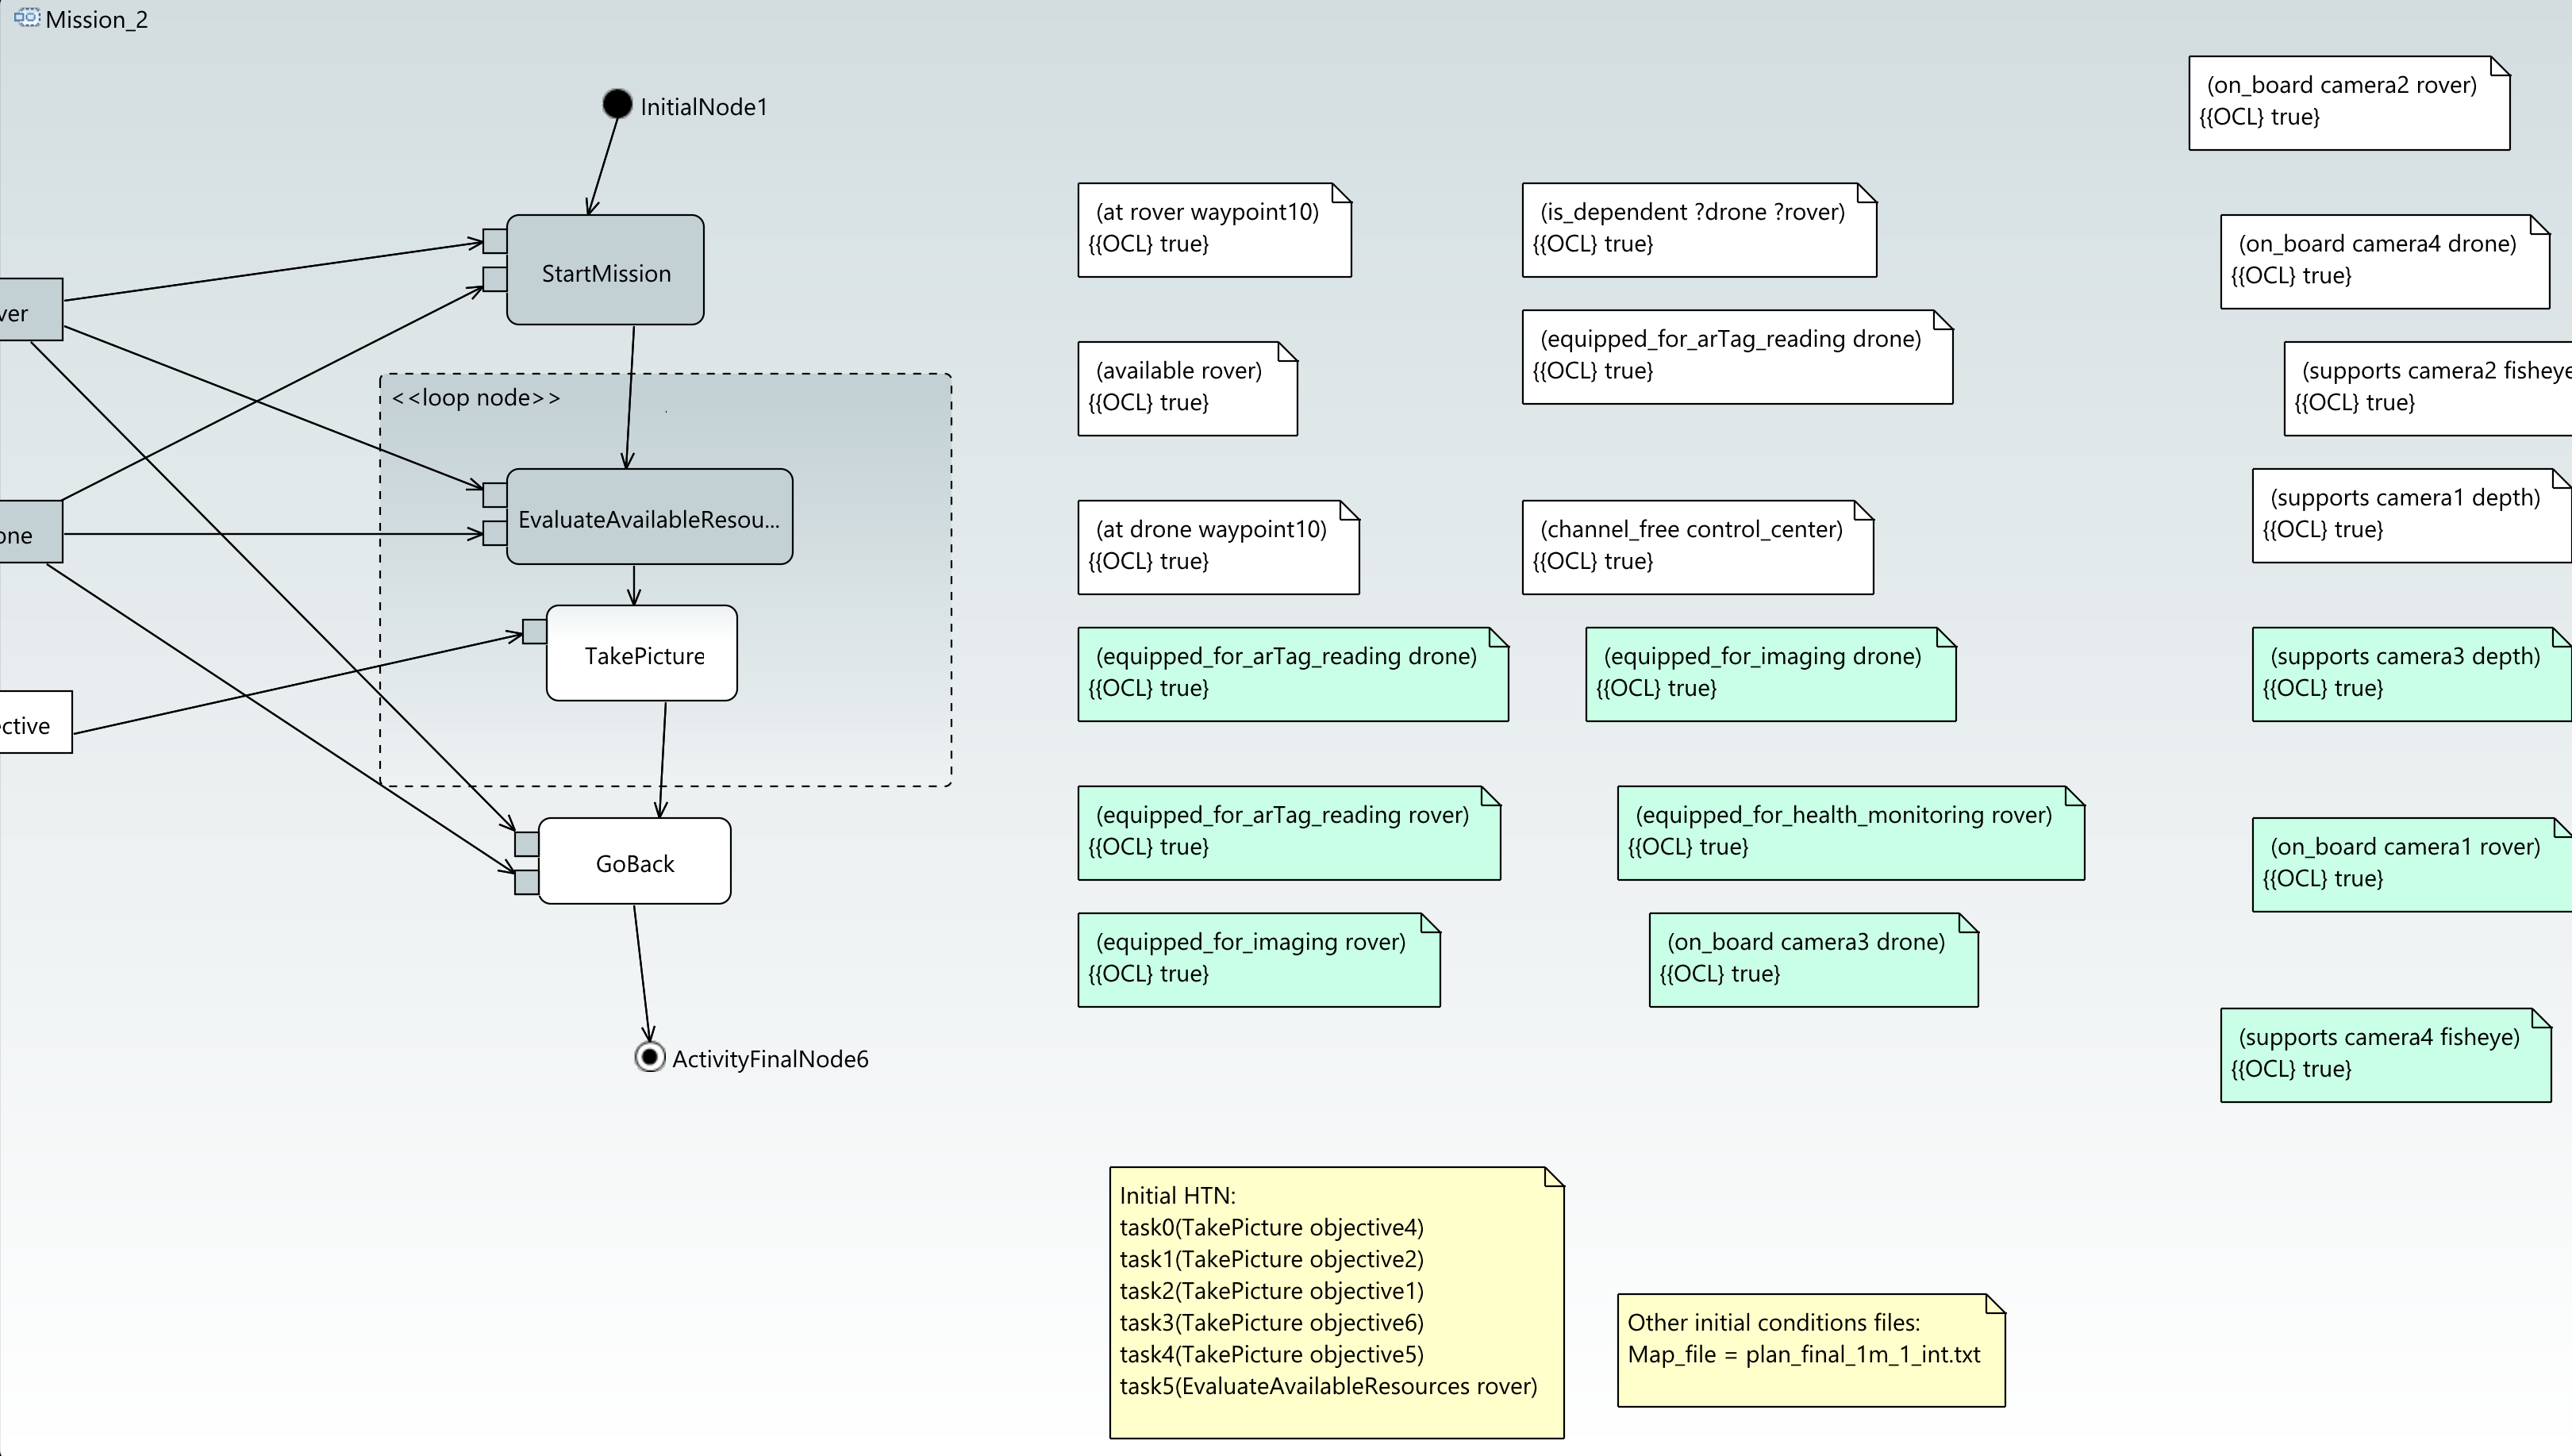 Mission_2
InitialNode1
StartMission
<<loop node>>
EvaluateAvailableResou...
TakePicture
GoBack
ActivityFinalNode6
ver
one
ective
(at rover waypoint10)
{{OCL} true}
(is_dependent ?drone ?rover)
{{OCL} true}
(equipped_for_arTag_reading drone)
{{OCL} true}
(available rover)
{{OCL} true}
(at drone waypoint10)
{{OCL} true}
(channel_free control_center)
{{OCL} true}
(equipped_for_arTag_reading drone)
{{OCL} true}
(equipped_for_imaging drone)
{{OCL} true}
(equipped_for_arTag_reading rover)
{{OCL} true}
(equipped_for_health_monitoring rover)
{{OCL} true}
(equipped_for_imaging rover)
{{OCL} true}
(on_board camera3 drone)
{{OCL} true}
(on_board camera2 rover)
{{OCL} true}
(on_board camera4 drone)
{{OCL} true}
(supports camera2 fisheye
{{OCL} true}
(supports camera1 depth)
{{OCL} true}
(supports camera3 depth)
{{OCL} true}
(on_board camera1 rover)
{{OCL} true}
(supports camera4 fisheye)
{{OCL} true}
Initial HTN:
task0(TakePicture objective4)
task1(TakePicture objective2)
task2(TakePicture objective1)
task3(TakePicture objective6)
task4(TakePicture objective5)
task5(EvaluateAvailableResources rover)
Other initial conditions files:
Map_file = plan_final_1m_1_int.txt